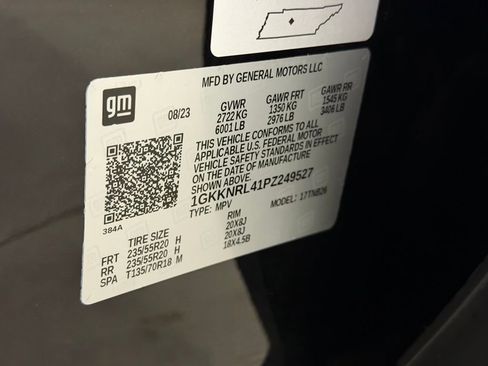 gm
MFD BY GENERAL MOTORS LLC
08/23 GVWR GAWR FRT GAWR RR
2722 KG 1350 KG 1545 KG
6001 LB 2976 LB 3406 LB
THIS VEHICLE CONFORMS TO ALL
APPLICABLE U.S. FEDERAL MOTOR
VEHICLE SAFETY STANDARDS IN EFFECT
ON THE DATE OF MANUFACTURE
SHOWN ABOVE.
1GKKNRL41PZ249527
TYPE: MPV MODEL: 17TNB26
384A
TIRE SIZE RIM
FRT 235/55R20 H 20X8J
RR 235/55R20 H 20X8J
SPA T135/70R18 M 18X4.5B